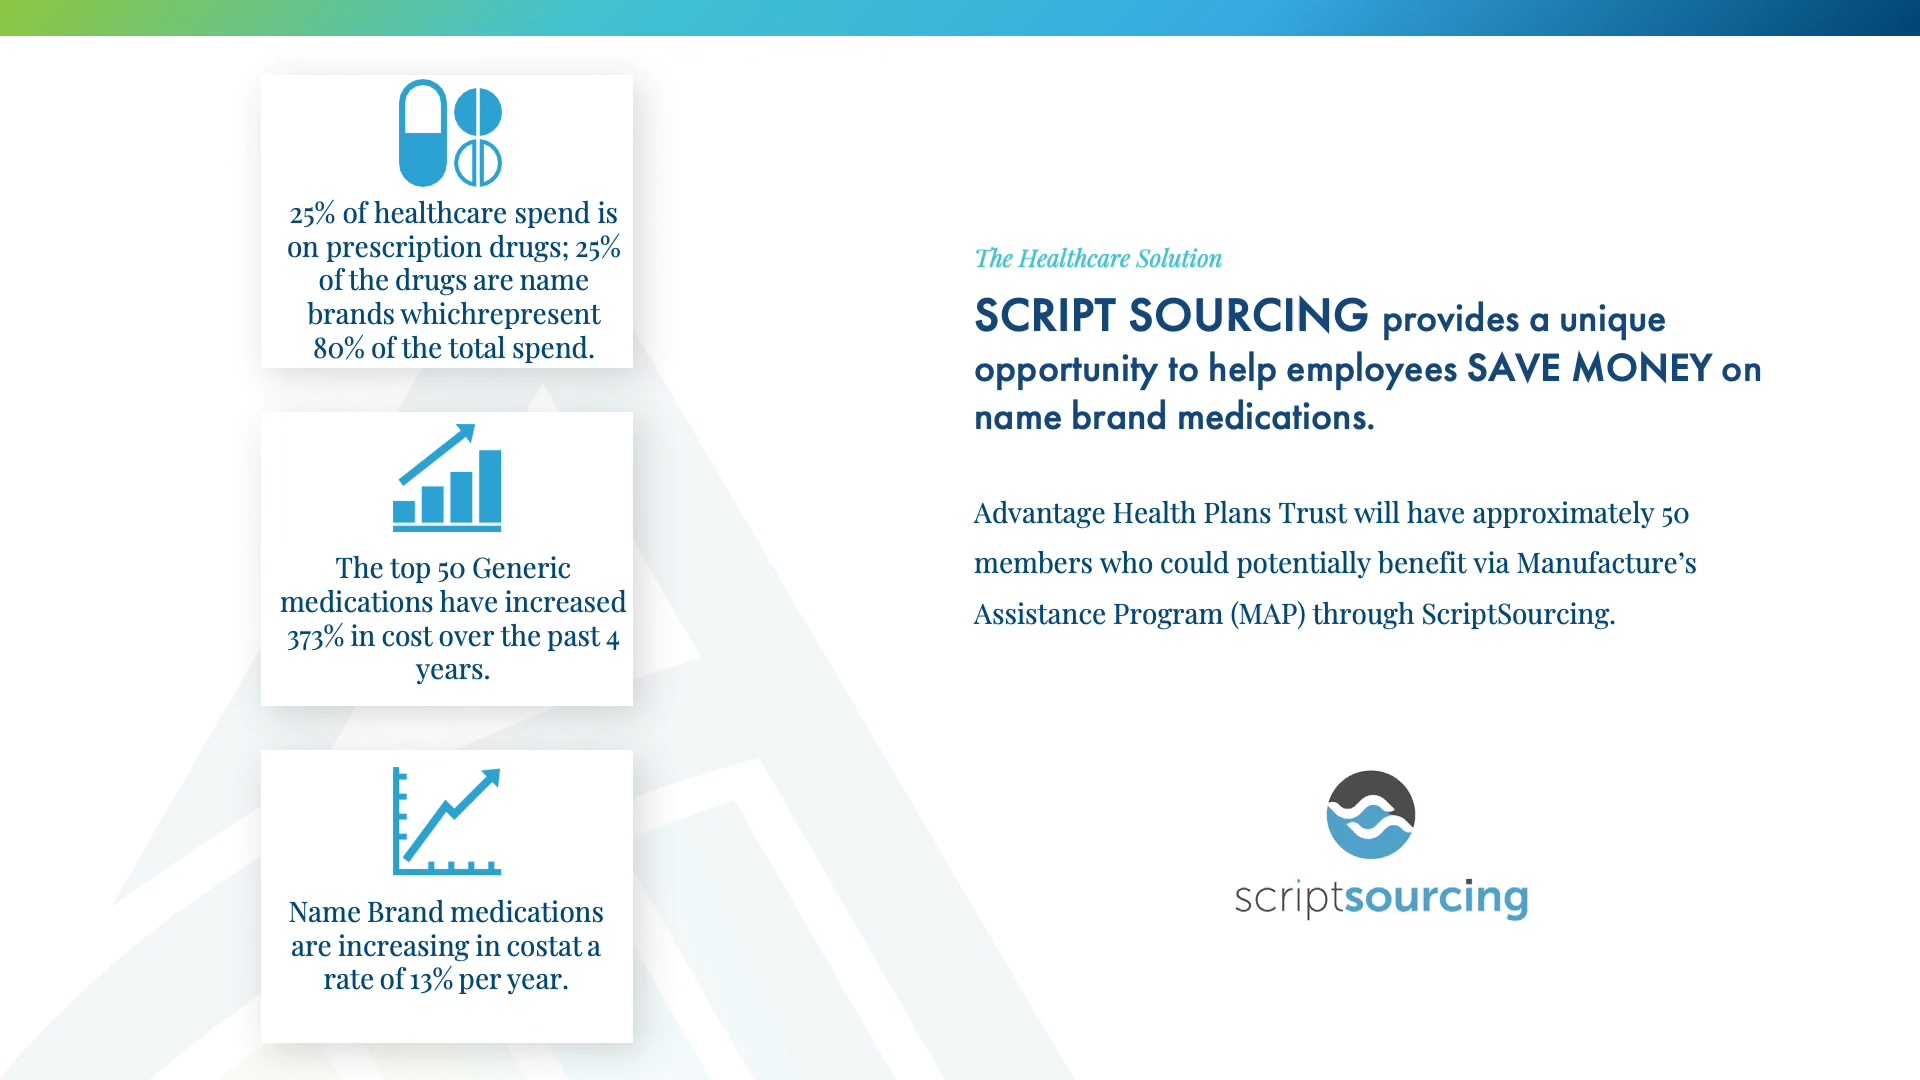 25% of healthcare spend is
on prescription drugs; 25%
of the drugs are name
brands whichrepresent
80% of the total spend.
The top 50 Generic
medications have increased
373% in cost over the past 4
years.
Name Brand medications
are increasing in costat a
rate of 13% per year.
The Healthcare Solution
SCRIPT SOURCING provides a unique
opportunity to help employees SAVE MONEY on
name brand medications.
Advantage Health Plans Trust will have approximately 50
members who could potentially benefit via Manufacture’s
Assistance Program (MAP) through ScriptSourcing.
scriptsourcing